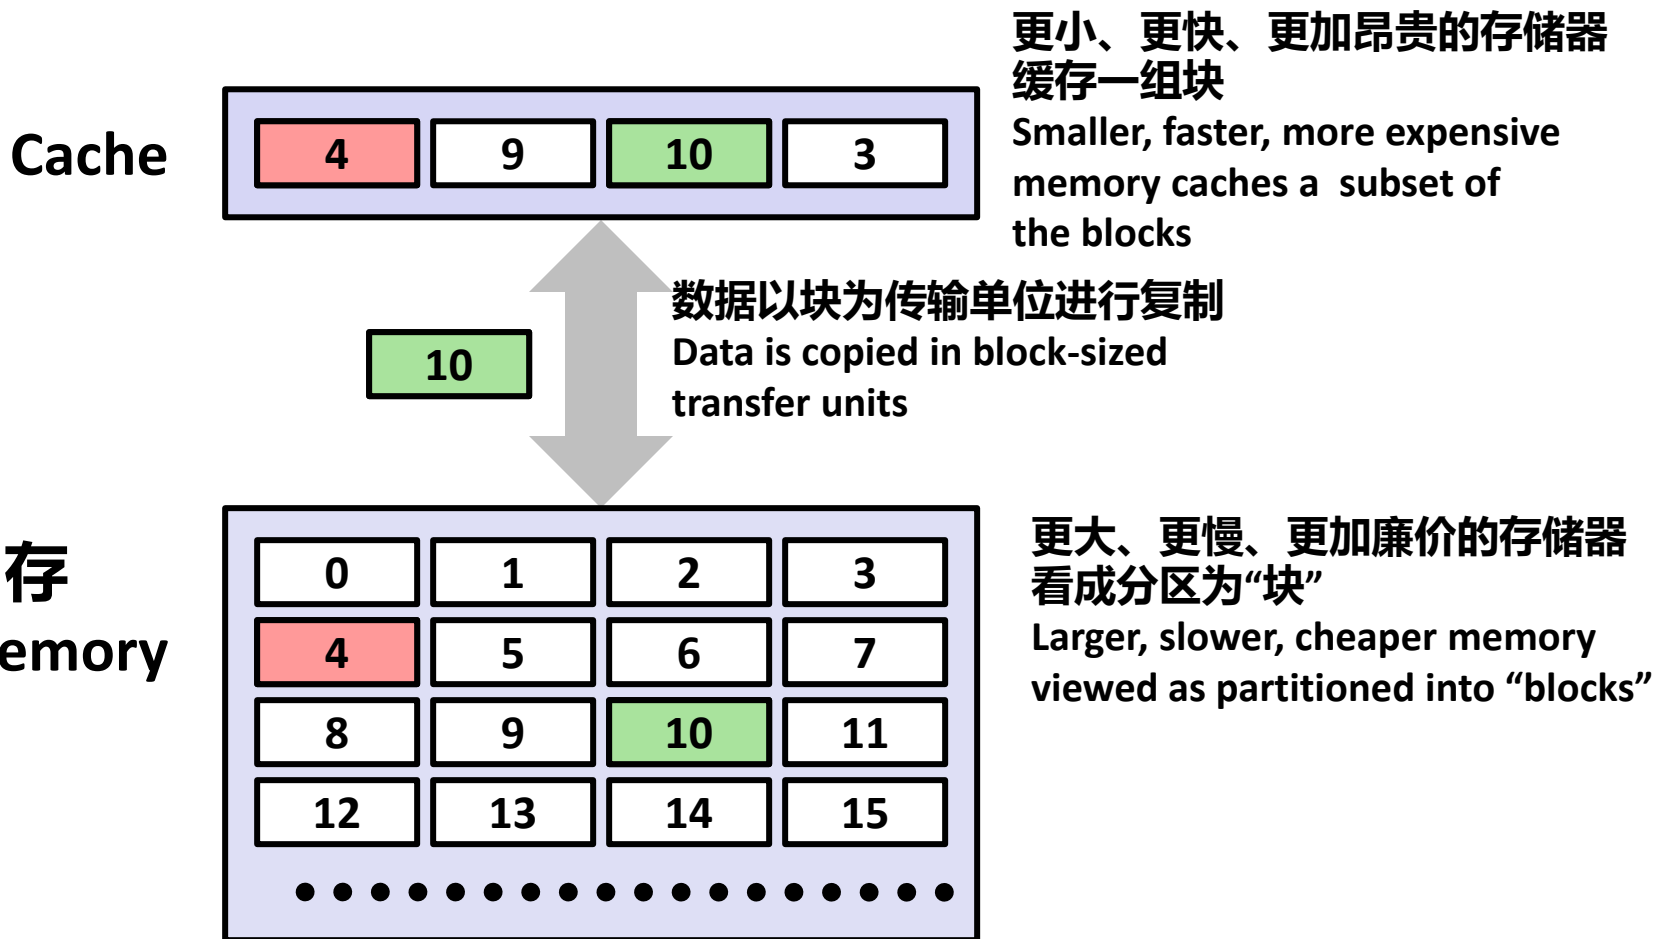 更小、更快、更加昂贵的存储器
缓存一组块
Smaller, faster, more expensive
memory caches a subset of
the blocks
Cache
4 9 10 3
数据以块为传输单位进行复制
Data is copied in block-sized
transfer units
10
存
emory
0 1 2 3
4 5 6 7
8 9 10 11
12 13 14 15
更大、更慢、更加廉价的存储器
看成分区为“块”
Larger, slower, cheaper memory
viewed as partitioned into “blocks”